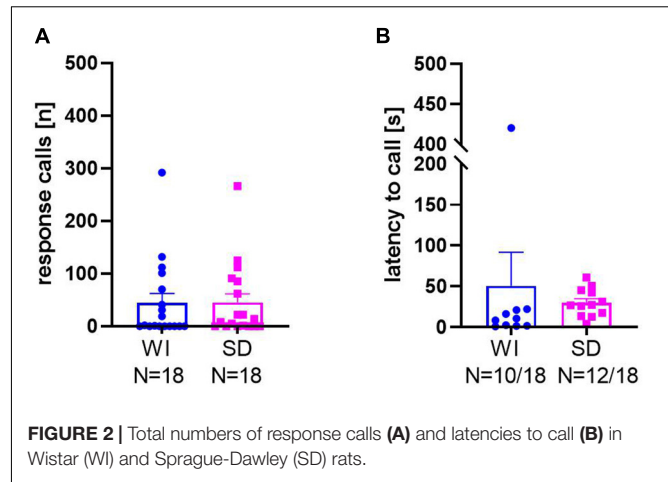 A
B
500
400
300
200
100
0
response calls [n]
WI
SD
N=18
N=18
500
450
400
200
150
100
50
0
latency to call [s]
WI
SD
N=10/18
N=12/18
FIGURE 2 | Total numbers of response calls (A) and latencies to call (B) in
Wistar (WI) and Sprague-Dawley (SD) rats.